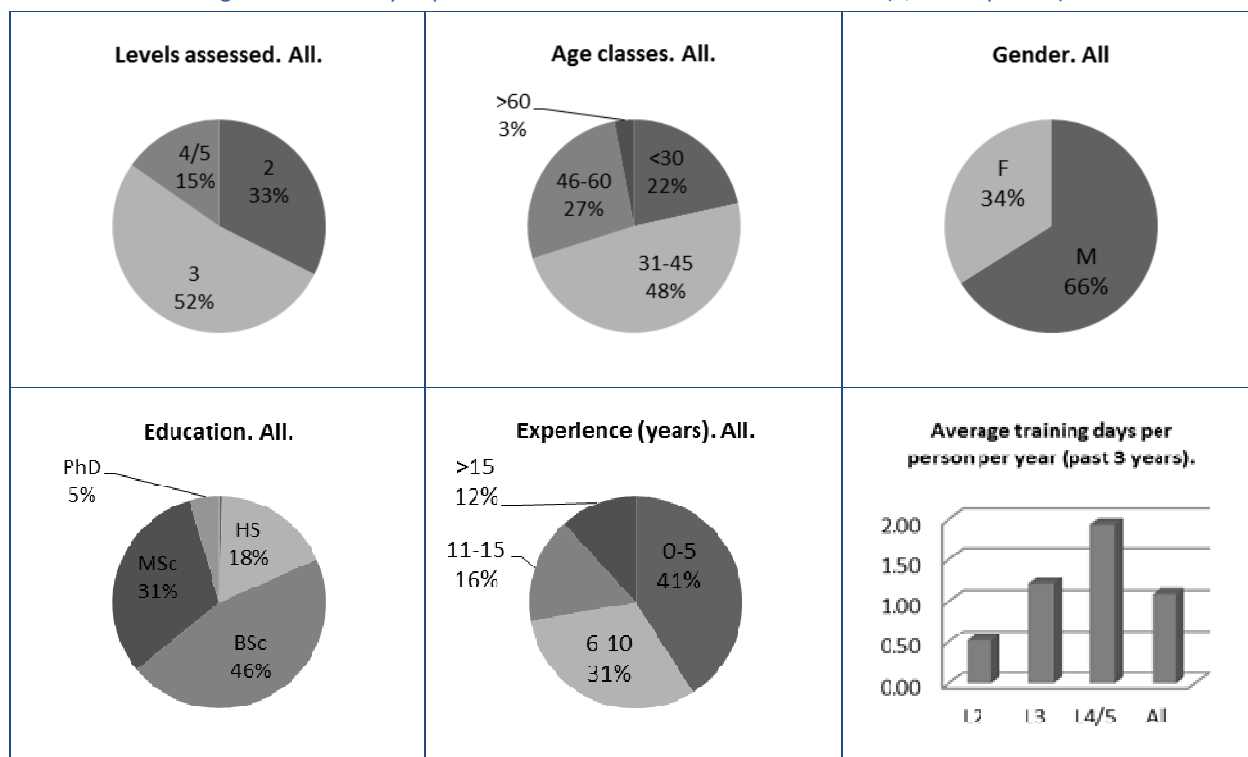 Levels assessed. All.
4/5
15%
2
33%
3
52%
Age classes. All.
>60
3%
<30
22%
46-60
27%
31-45
48%
Gender. All
F
34%
M
66%
Education. All.
PhD
5%
HS
18%
MSc
31%
BSc
46%
Experience (years). All.
>15
12%
11-15
16%
0-5
41%
6 10
31%
Average training days per
person per year (past 3 years).
2.00
1.50
1.00
0.50
0.00
L2 L3 L4/5 All